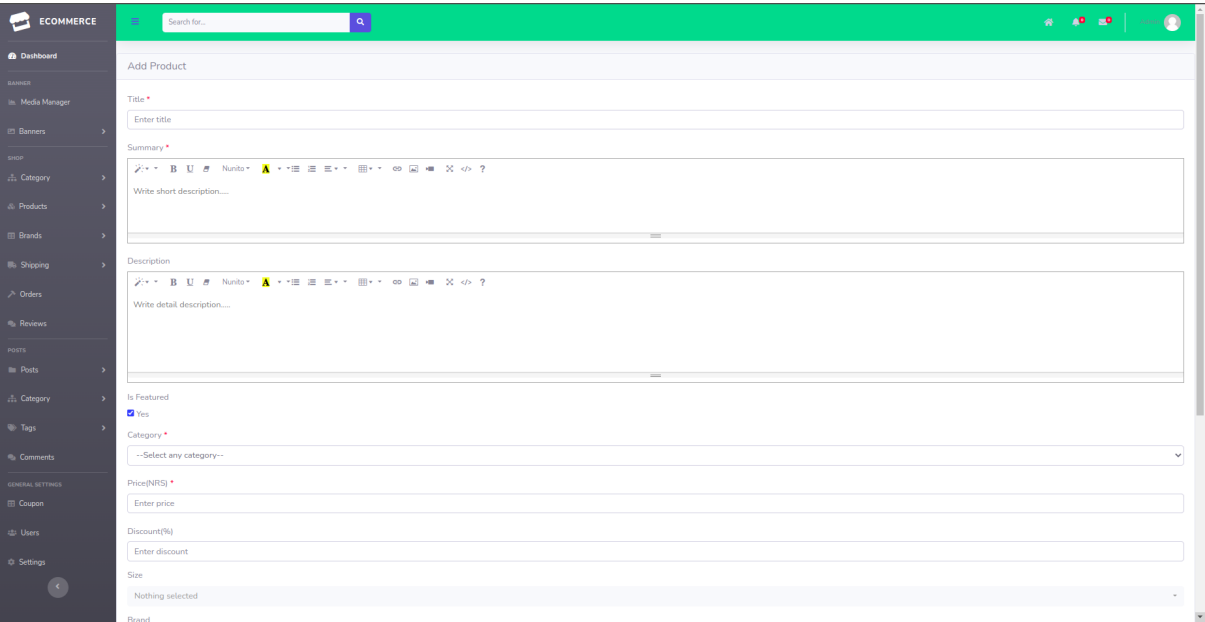 ECOMMERCE
Search for...
Dashboard
BANNER
Media Manager
Banners
SHOP
Category
Products
Brands
Shipping
Orders
Reviews
POSTS
Posts
Category
Tags
Comments
GENERAL SETTINGS
Coupon
Users
Settings
Add Product
Title *
Enter title
Summary *
B U Nunito A </> ?
Write short description.....
Description
B U Nunito A </> ?
Write detail description.....
Is Featured
Yes
Category *
--Select any category--
Price(NRS) *
Enter price
Discount(%)
Enter discount
Size
Nothing selected
Brand